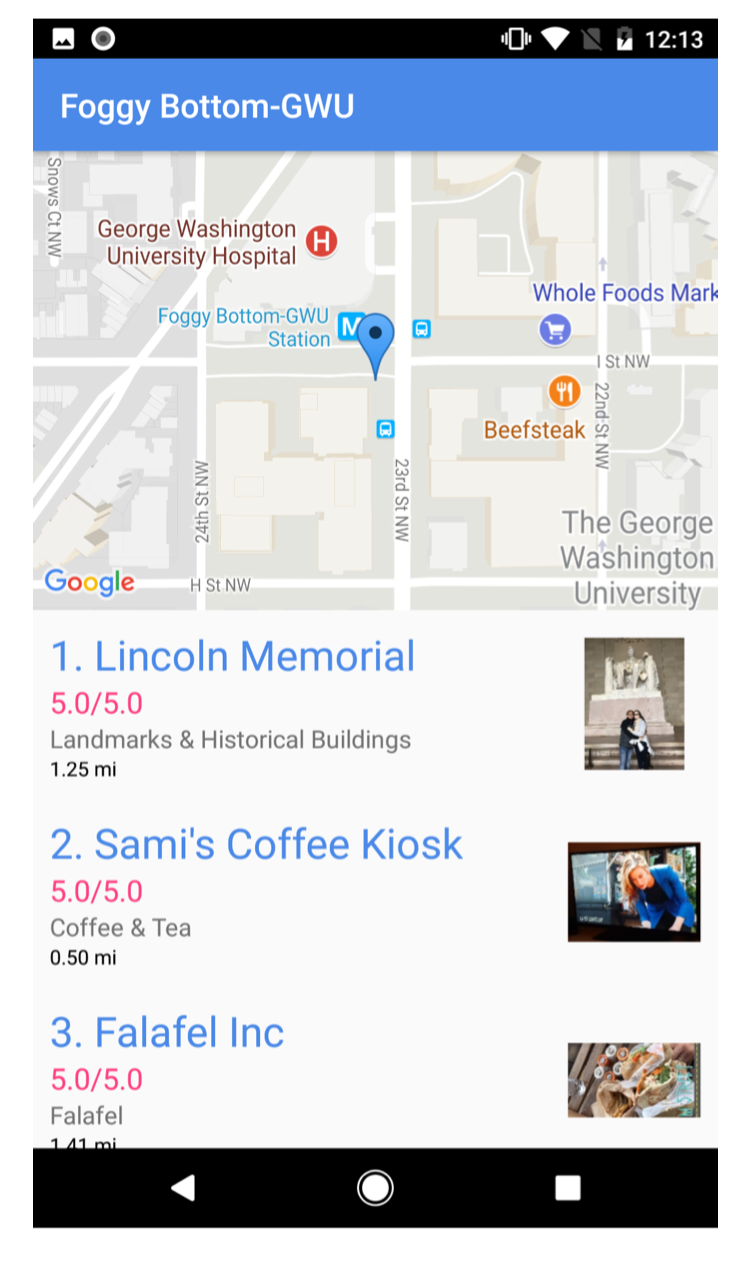 12:13
Foggy Bottom-GWU
Snows Ct NW
George Washington
University Hospital
H
Whole Foods Mark
Foggy Bottom-GWU
Station
M
I St NW
Beefsteak
22nd St NW
24th St NW
23rd St NW
The George
Washington
University
Google
H St NW
1. Lincoln Memorial
5.0/5.0
Landmarks & Historical Buildings
1.25 mi
2. Sami's Coffee Kiosk
5.0/5.0
Coffee & Tea
0.50 mi
3. Falafel Inc
5.0/5.0
Falafel
1.41 mi